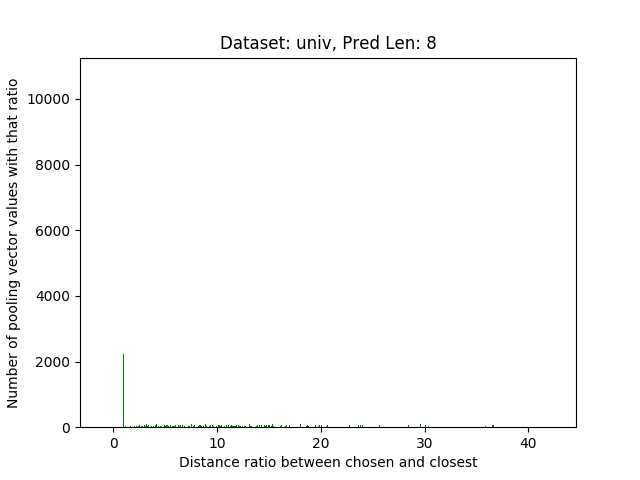 Dataset: univ, Pred Len: 8
Number of pooling vector values with that ratio
10000
8000
6000
4000
2000
0
0 10 20 30 40
Distance ratio between chosen and closest